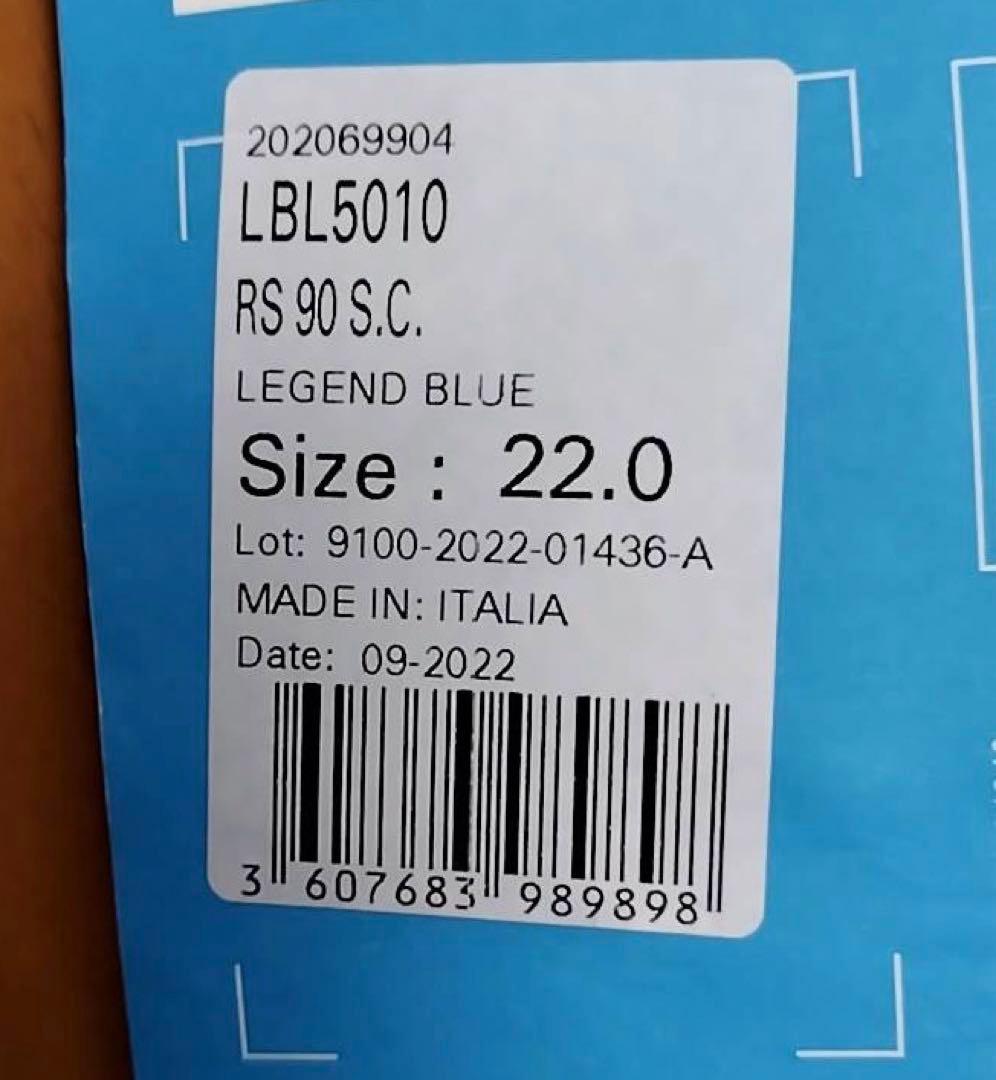 202069904
LBL5010
RS 90 S.C.
LEGEND BLUE
Size : 22.0
Lot: 9100-2022-01436-A
MADE IN: ITALIA
Date: 09-2022
3 607683 989898